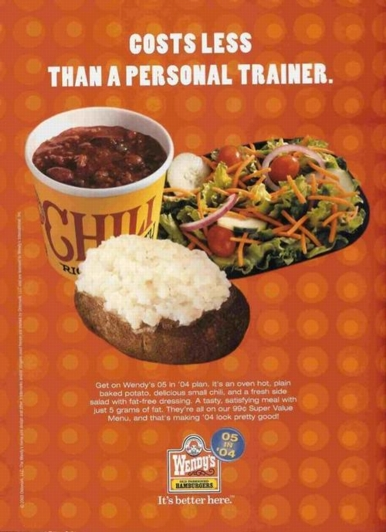 COSTS LESS
THAN A PERSONAL TRAINER.
CHILI
RIC
Get on Wendy's 05 in '04 plan. It's an oven hot, plain
baked potato, delicious small chili, and a fresh side
salad with fat-free dressing. A tasty, satisfying meal with
just 5 grams of fat. They're all on our 99¢ Super Value
Menu, and that's making '04 look pretty good!
05
IN
'04
Wendy's
OLD FASHIONED
HAMBURGERS
It's better here.™